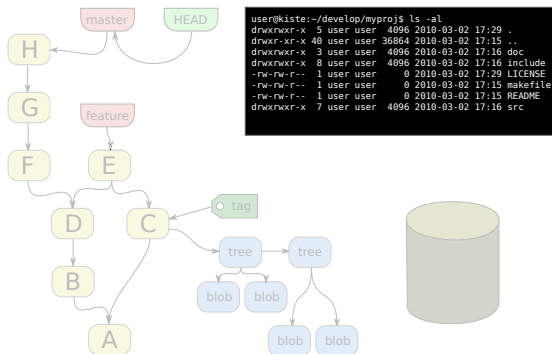 master
HEAD
H
G
feature
F
E
D
C
tag
B
tree
tree
blob
blob
A
blob
blob
user@kiste:~/develop/myproj$ ls -al
drwxrwxr-x 5 user user 4096 2010-03-02 17:29 .
drwxr-xr-x 40 user user 36864 2010-03-02 17:15 ..
drwxrwxr-x 3 user user 4096 2010-03-02 17:16 doc
drwxrwxr-x 8 user user 4096 2010-03-02 17:16 include
-rw-rw-r-- 1 user user 0 2010-03-02 17:29 LICENSE
-rw-rw-r-- 1 user user 0 2010-03-02 17:15 makefile
-rw-rw-r-- 1 user user 0 2010-03-02 17:15 README
drwxrwxr-x 7 user user 4096 2010-03-02 17:16 src